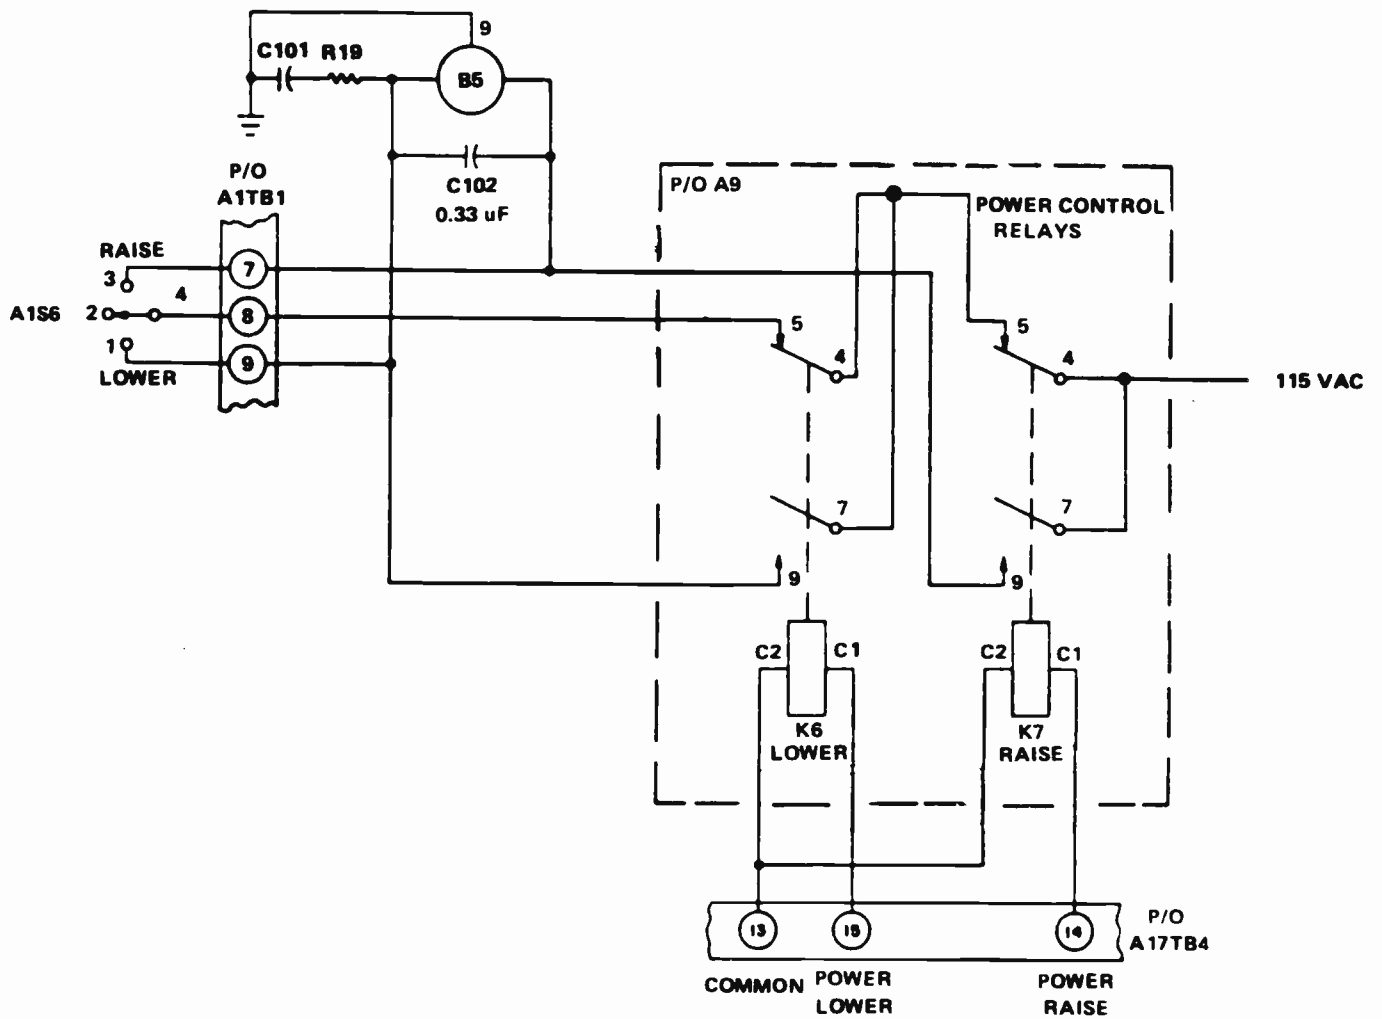 9
C101 R19
B5
P/O
A1TB1
C102
0.33 uF
P/O A9
POWER CONTROL
RELAYS
RAISE
3
7
4
A1S6
2
8
1
9
LOWER
5
4
5
4
115 VAC
7
7
9
9
C2
C1
C2
C1
K6
LOWER
K7
RAISE
13
15
14
P/O
A17TB4
COMMON
POWER
LOWER
POWER
RAISE